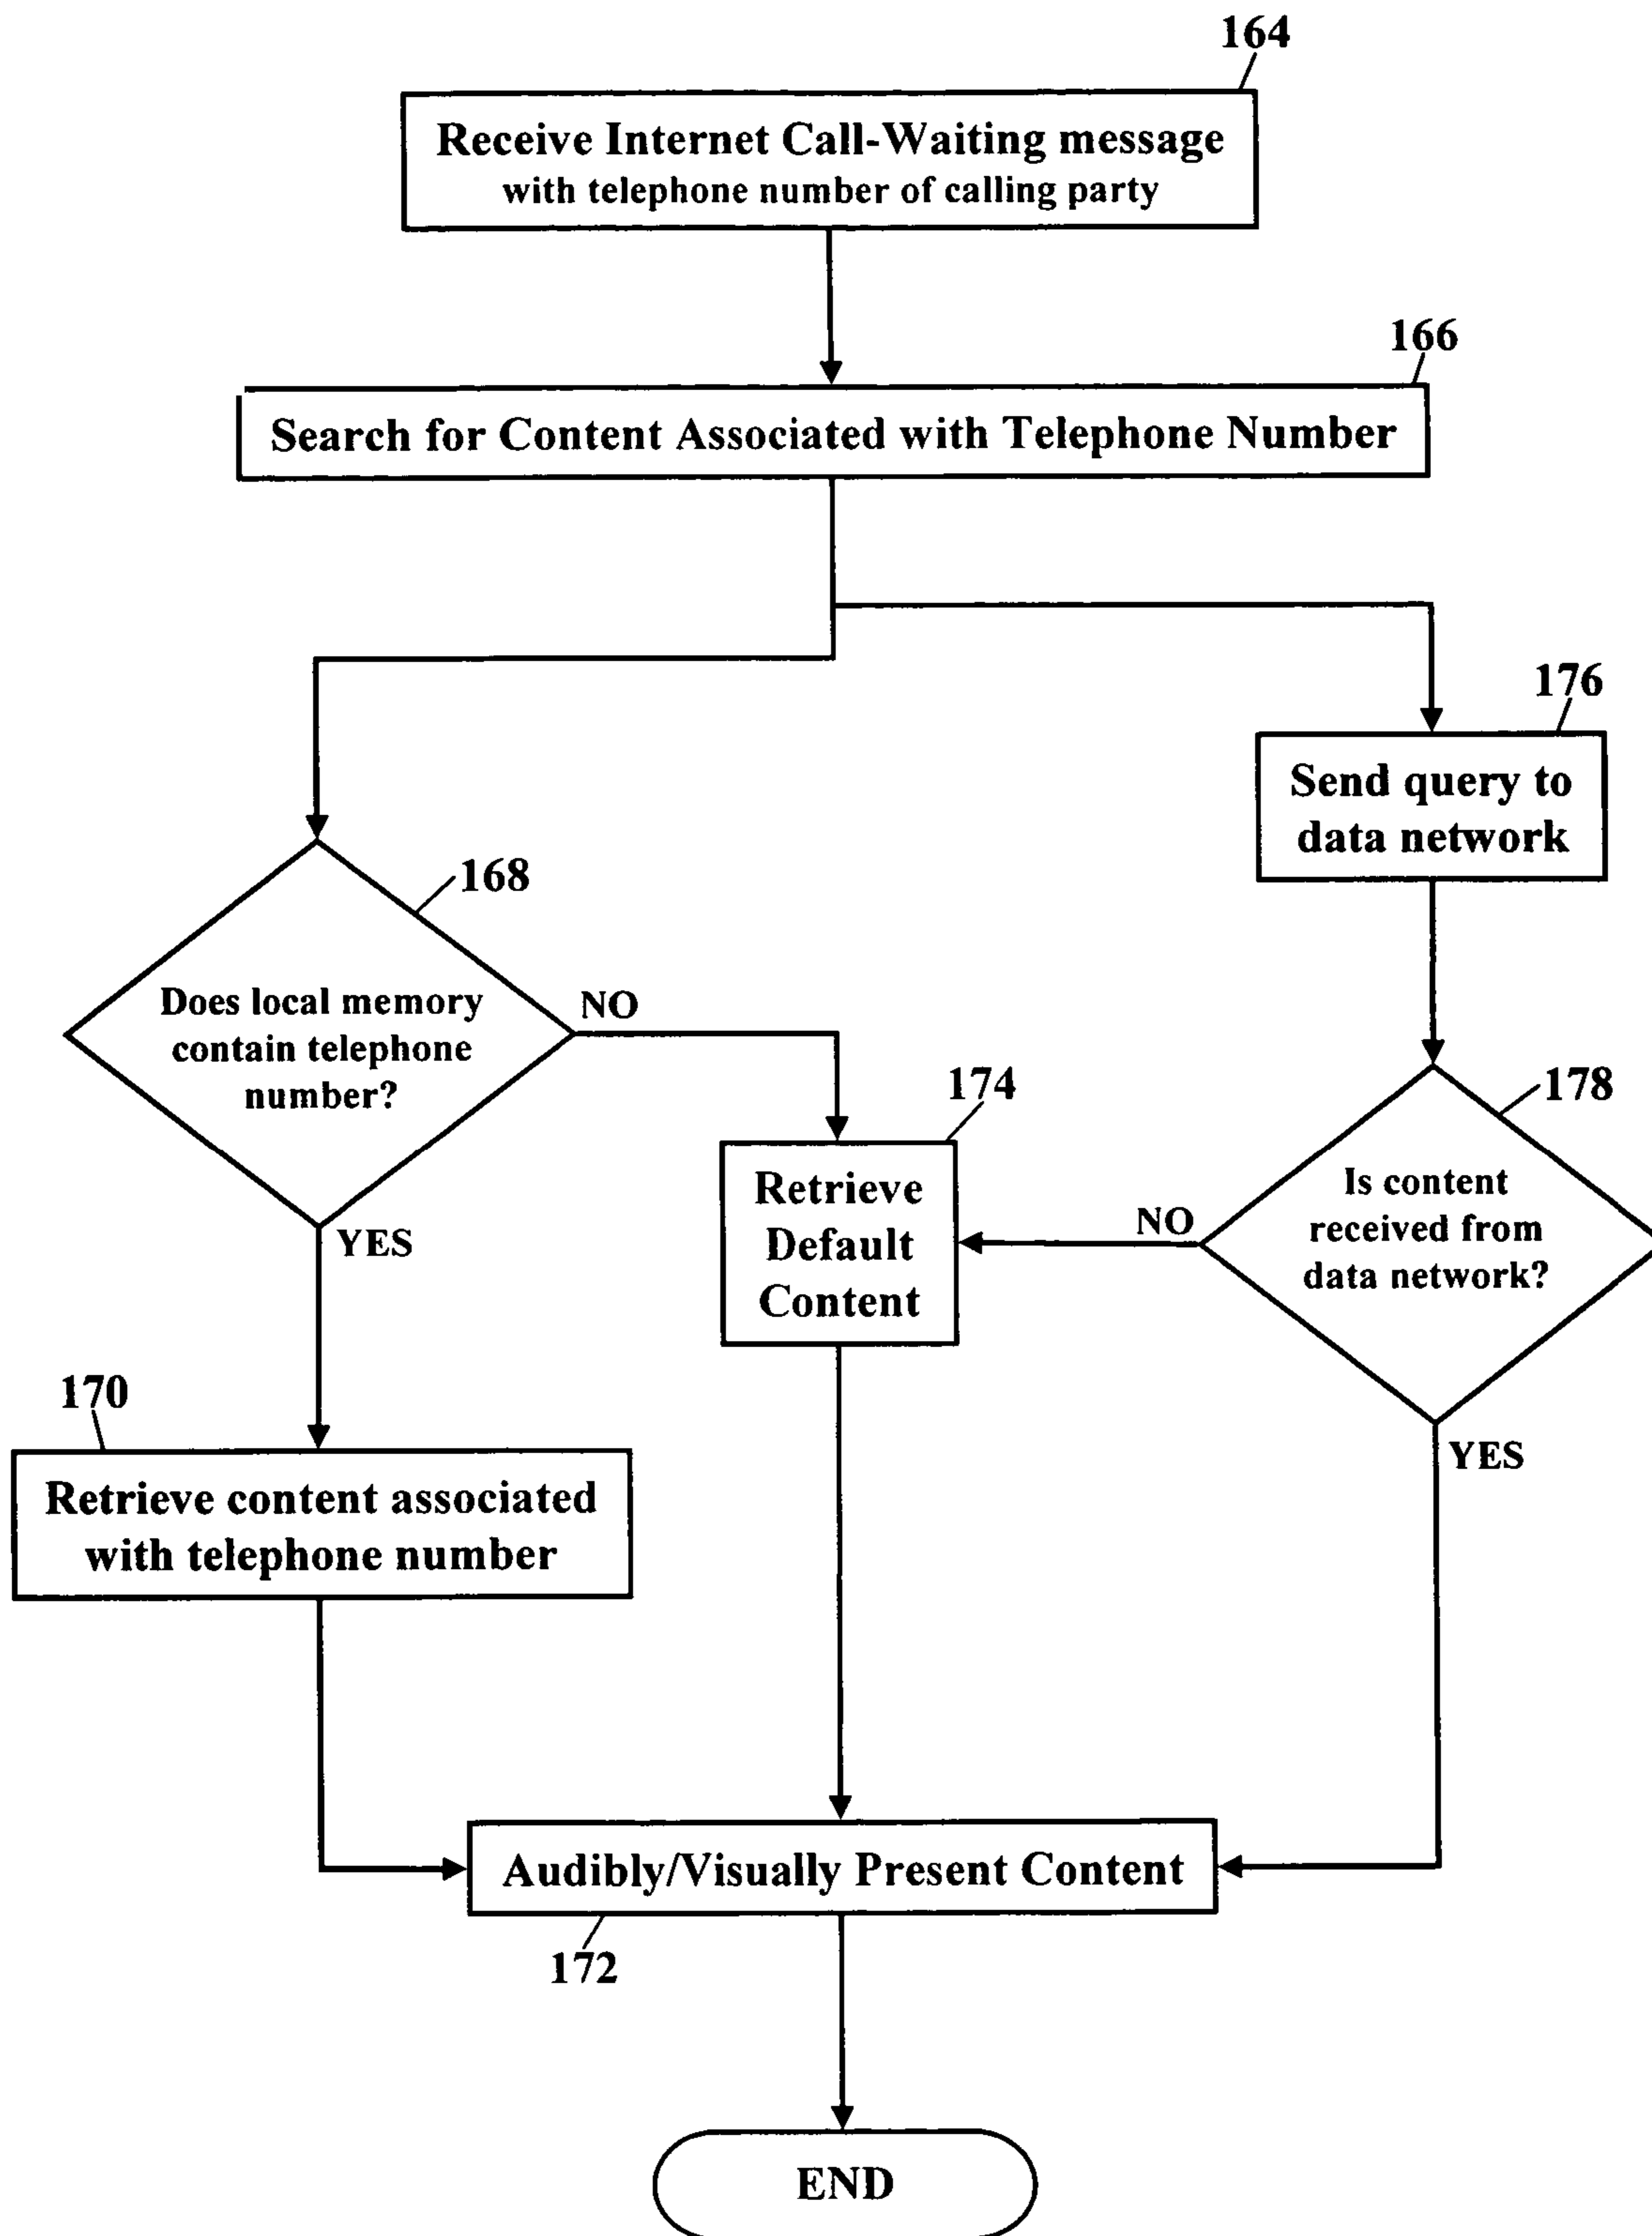 164
Receive Internet Call-Waiting message
with telephone number of calling party
166
Search for Content Associated with Telephone Number
176
Send query to
data network
168
Does local memory
contain telephone
number?
NO
YES
174
Retrieve
Default
Content
178
Is content
received from
data network?
NO
YES
170
Retrieve content associated
with telephone number
Audibly/Visually Present Content
172
END